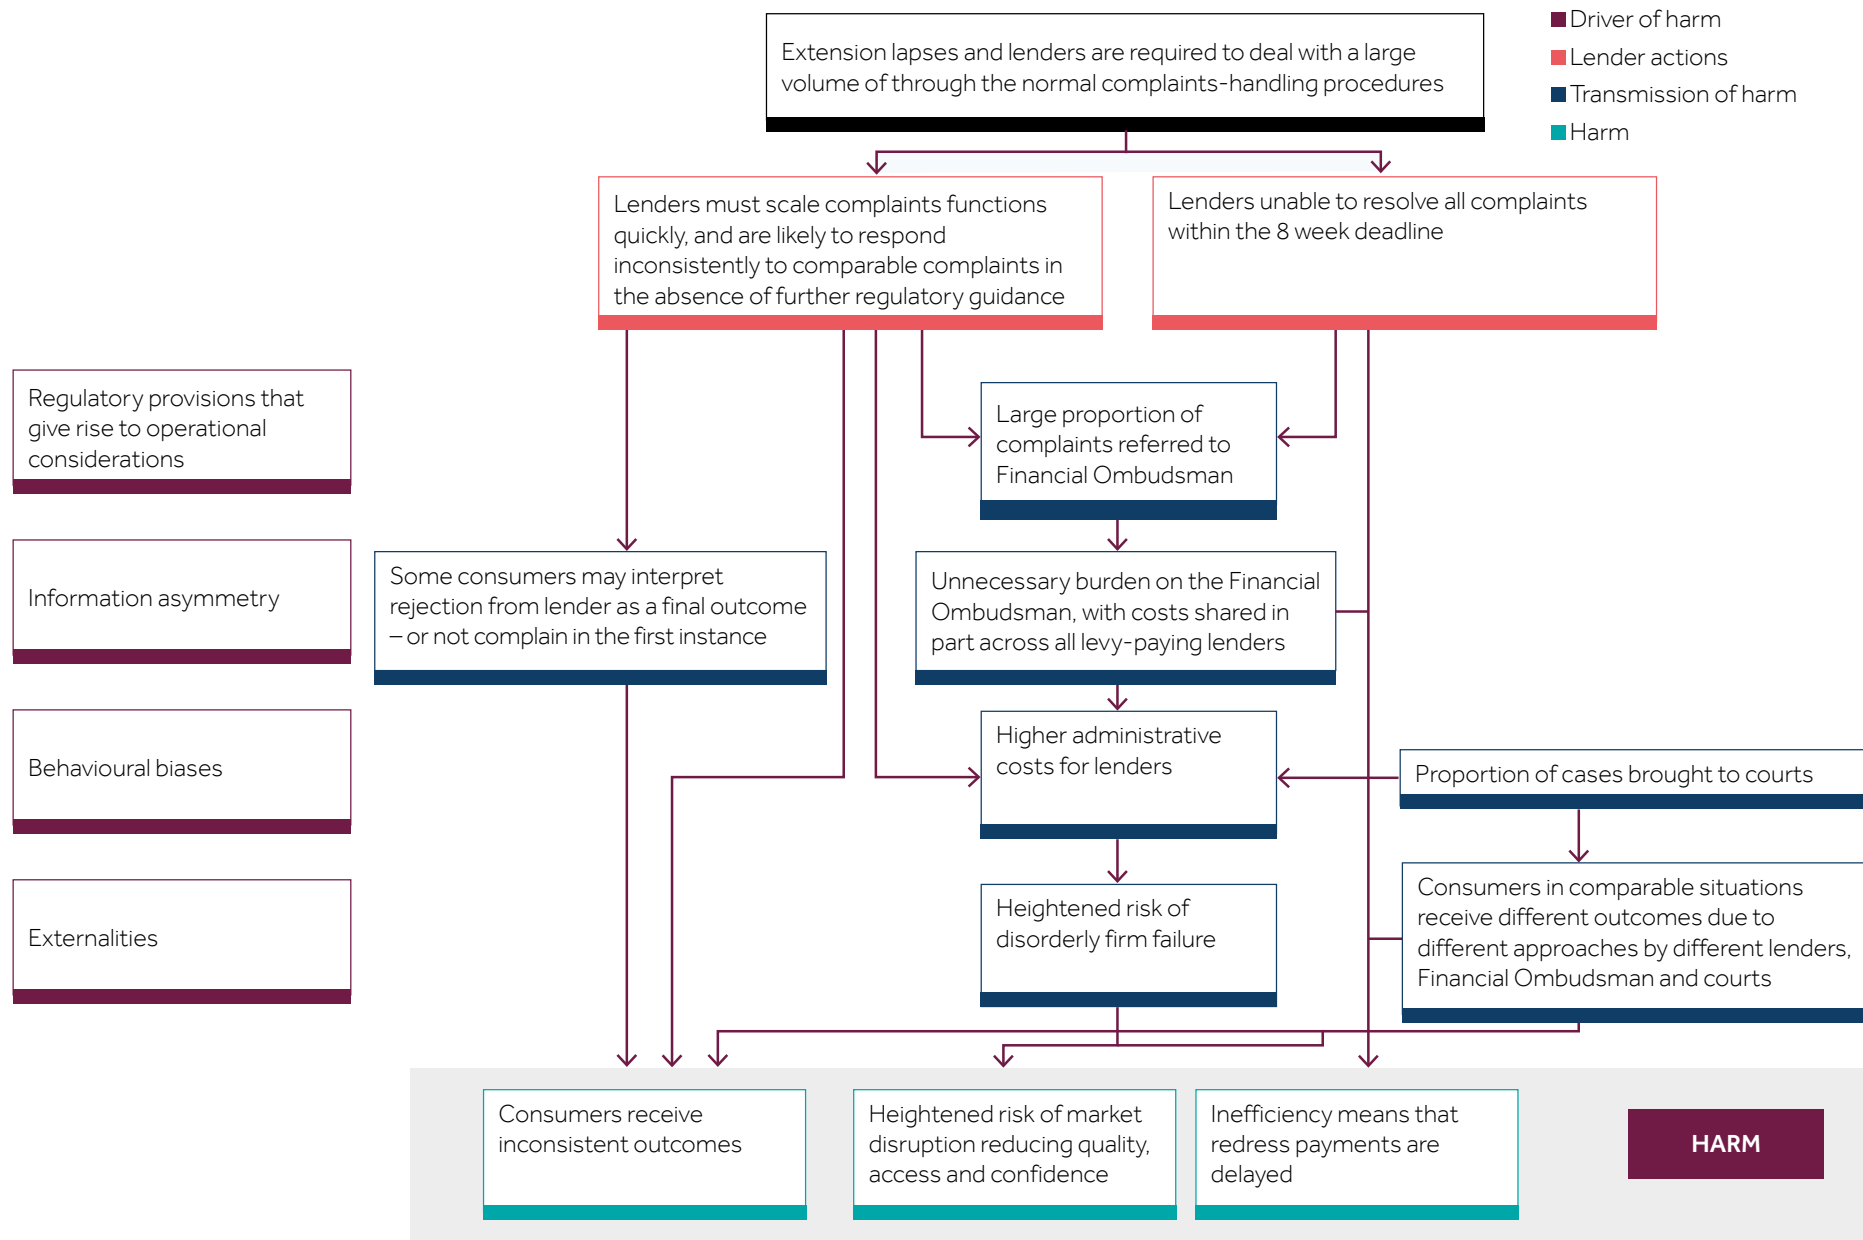 Driver of harm
Lender actions
Transmission of harm
Harm
Extension lapses and lenders are required to deal with a large
volume of through the normal complaints-handling procedures
Lenders must scale complaints functions
quickly, and are likely to respond
inconsistently to comparable complaints in
the absence of further regulatory guidance
Lenders unable to resolve all complaints
within the 8 week deadline
Regulatory provisions that
give rise to operational
considerations
Large proportion of
complaints referred to
Financial Ombudsman
Information asymmetry
Some consumers may interpret
rejection from lender as a final outcome
– or not complain in the first instance
Unnecessary burden on the Financial
Ombudsman, with costs shared in
part across all levy-paying lenders
Behavioural biases
Higher administrative
costs for lenders
Proportion of cases brought to courts
Externalities
Heightened risk of
disorderly firm failure
Consumers in comparable situations
receive different outcomes due to
different approaches by different lenders,
Financial Ombudsman and courts
Consumers receive
inconsistent outcomes
Heightened risk of market
disruption reducing quality,
access and confidence
Inefficiency means that
redress payments are
delayed
HARM